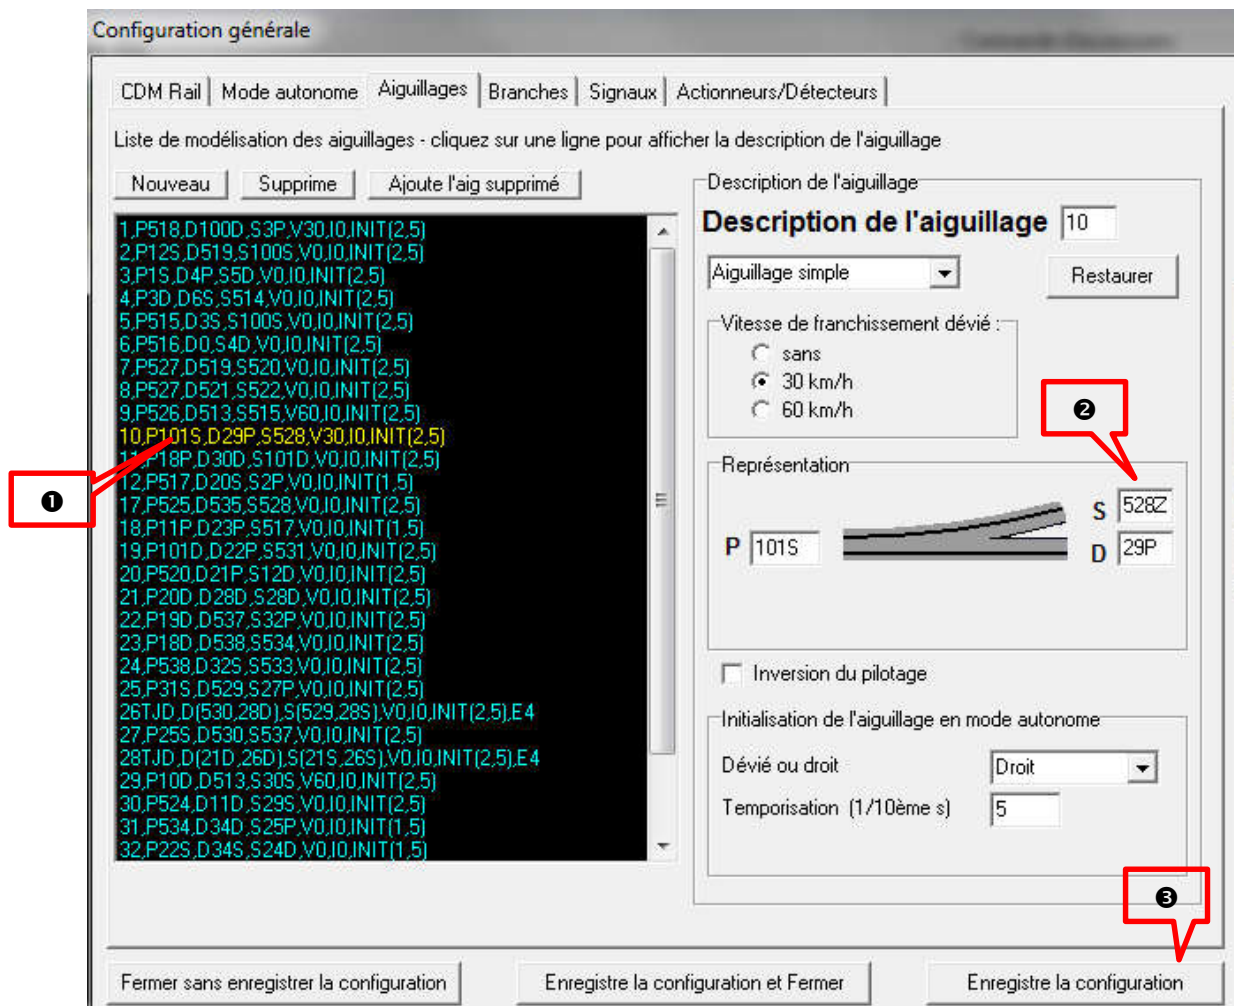 Configuration générale
CDM Rail Mode autonome Aiguillages Branches Signaux Actionneurs/Détecteurs
Liste de modélisation des aiguillages - cliquez sur une ligne pour afficher la description de l'aiguillage
Nouveau Supprime Ajoute l'aig supprimé
1,P518,D100D,S3P,V30,I0,INIT(2,5)
2,P12S,D519,S100S,V0,I0,INIT(2,5)
3,P1S,D4P,S5D,V0,I0,INIT(2,5)
4,P3D,D6S,S514,V0,I0,INIT(2,5)
5,P515,D3S,S100S,V0,I0,INIT(2,5)
6,P516,D0,S4D,V0,I0,INIT(2,5)
7,P527,D519,S520,V0,I0,INIT(2,5)
8,P527,D521,S522,V0,I0,INIT(2,5)
9,P526,D513,S515,V60,I0,INIT(2,5)
10,P101S,D29P,S528,V30,I0,INIT(2,5)
11,P18P,D30D,S101D,V0,I0,INIT(2,5)
12,P517,D20S,S2P,V0,I0,INIT(1,5)
17,P525,D535,S528,V0,I0,INIT(2,5)
18,P11P,D23P,S517,V0,I0,INIT(1,5)
19,P101D,D22P,S531,V0,I0,INIT(2,5)
20,P520,D21P,S12D,V0,I0,INIT(2,5)
21,P20D,D28D,S28D,V0,I0,INIT(2,5)
22,P19D,D537,S32P,V0,I0,INIT(2,5)
23,P18D,D538,S534,V0,I0,INIT(2,5)
24,P538,D32S,S533,V0,I0,INIT(2,5)
25,P31S,D529,S27P,V0,I0,INIT(2,5)
26TJD,D(530,28D),S(529,28S),V0,I0,INIT(2,5),E4
27,P25S,D530,S537,V0,I0,INIT(2,5)
28TJD,D(21D,26D),S(21S,26S),V0,I0,INIT(2,5),E4
29,P10D,D513,S30S,V60,I0,INIT(2,5)
30,P524,D11D,S29S,V0,I0,INIT(2,5)
31,P534,D34D,S25P,V0,I0,INIT(1,5)
32,P22S,D34S,S24D,V0,I0,INIT(1,5)
❶
Description de l'aiguillage
Description de l'aiguillage 10
Aiguillage simple Restaurer
Vitesse de franchissement dévié :
sans
30 km/h
60 km/h
❷
Représentation
S 528Z
P 101S
D 29P
Inversion du pilotage
Initialisation de l'aiguillage en mode autonome
Dévié ou droit Droit
Temporisation (1/10ème s) 5
❸
Fermer sans enregistrer la configuration Enregistre la configuration et Fermer Enregistre la configuration